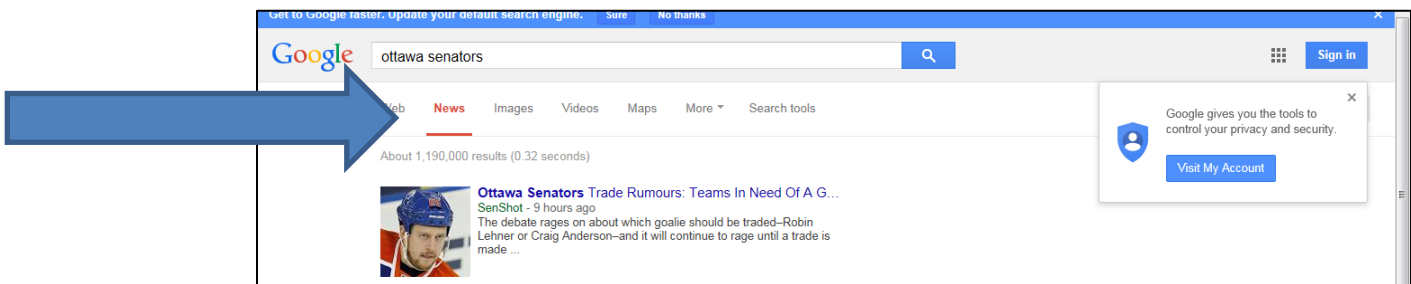 Get to Google faster. Update your default search engine. Sure No thanks
Google ottawa senators Sign in
News Images Videos Maps More Search tools
Google gives you the tools to
control your privacy and security.
Visit My Account
About 1,190,000 results (0.32 seconds)
Ottawa Senators Trade Rumours: Teams In Need Of A G...
SenShot - 9 hours ago
The debate rages on about which goalie should be traded–Robin
Lehner or Craig Anderson–and it will continue to rage until a trade is
made ...